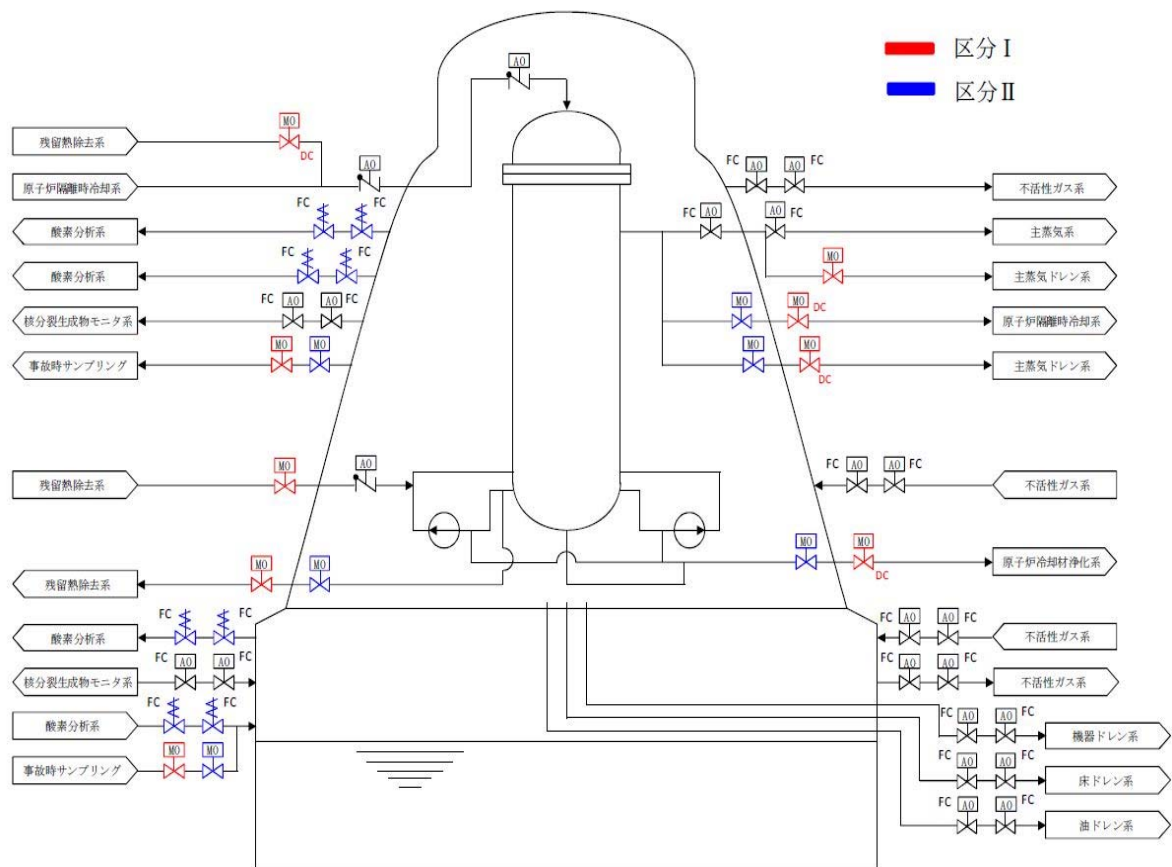 区分Ⅰ
区分Ⅱ
AO
MO
残留熱除去系
DC
AO
原子炉隔離時冷却系
FC
FC
酸素分析系
FC
FC
酸素分析系
FC
AO
AO
FC
核分裂生成物モニタ系
MO
MO
事故時サンプリング
MO
AO
残留熱除去系
MO
MO
残留熱除去系
FC
FC
酸素分析系
FC
AO
AO
FC
核分裂生成物モニタ系
FC
FC
酸素分析系
MO
MO
事故時サンプリング
FC
AO
AO
FC
不活性ガス系
FC
AO
AO
FC
主蒸気系
MO
主蒸気ドレン系
MO
MO
DC
原子炉隔離時冷却系
MO
MO
DC
主蒸気ドレン系
FC
AO
AO
FC
不活性ガス系
MO
MO
DC
原子炉冷却材浄化系
FC
AO
AO
FC
不活性ガス系
FC
AO
AO
FC
不活性ガス系
FC
AO
AO
FC
機器ドレン系
FC
AO
AO
FC
床ドレン系
FC
AO
AO
FC
油ドレン系